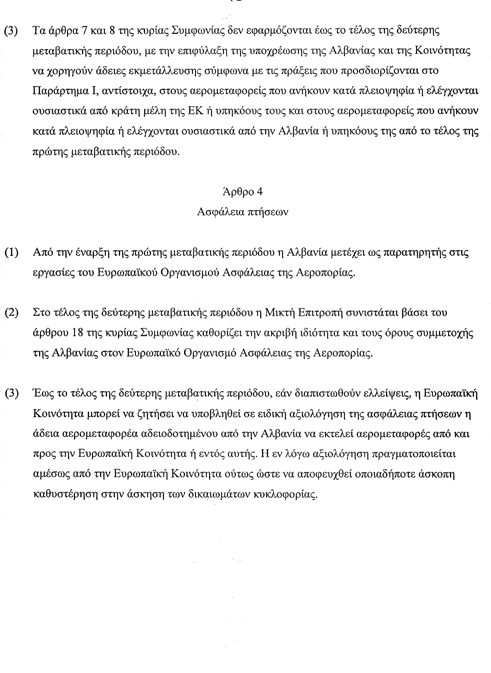 (3) Τα άρθρα 7 και 8 της κυρίας Συμφωνίας δεν εφαρμόζονται έως το τέλος της δεύτερης
μεταβατικής περιόδου, με την επιφύλαξη της υποχρέωσης της Αλβανίας και της Κοινότητας
να χορηγούν άδειες εκμετάλλευσης σύμφωνα με τις πράξεις που προσδιορίζονται στο
Παράρτημα Ι, αντίστοιχα, στους αερομεταφορείς που ανήκουν κατά πλειοψηφία ή ελέγχονται
ουσιαστικά από κράτη μέλη της ΕΚ ή υπηκόους τους και στους αερομεταφορείς που ανήκουν
κατά πλειοψηφία ή ελέγχονται ουσιαστικά από την Αλβανία ή υπηκόους της από το τέλος της
πρώτης μεταβατικής περιόδου.
Άρθρο 4
Ασφάλεια πτήσεων
(1) Από την έναρξη της πρώτης μεταβατικής περιόδου η Αλβανία μετέχει ως παρατηρητής στις
εργασίες του Ευρωπαϊκού Οργανισμού Ασφάλειας της Αεροπορίας.
(2) Στο τέλος της δεύτερης μεταβατικής περιόδου η Μικτή Επιτροπή συνιστάται βάσει του
άρθρου 18 της κυρίας Συμφωνίας καθορίζει την ακριβή ιδιότητα και τους όρους συμμετοχής
της Αλβανίας στον Ευρωπαϊκό Οργανισμό Ασφάλειας της Αεροπορίας.
(3) Έως το τέλος της δεύτερης μεταβατικής περιόδου, εάν διαπιστωθούν ελλείψεις, η Ευρωπαϊκή
Κοινότητα μπορεί να ζητήσει να υποβληθεί σε ειδική αξιολόγηση της ασφάλειας πτήσεων η
άδεια αερομεταφορέα αδειοδοτημένου από την Αλβανία να εκτελεί αερομεταφορές από και
προς την Ευρωπαϊκή Κοινότητα ή εντός αυτής. Η εν λόγω αξιολόγηση πραγματοποιείται
αμέσως από την Ευρωπαϊκή Κοινότητα ούτως ώστε να αποφευχθεί οποιαδήποτε άσκοπη
καθυστέρηση στην άσκηση των δικαιωμάτων κυκλοφορίας.